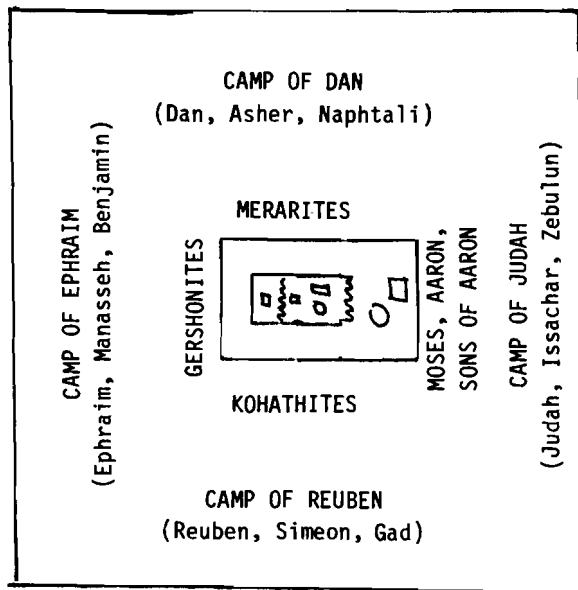 CAMP OF DAN
(Dan, Asher, Naphtali)
CAMP OF EPHRAIM
(Ephraim, Manasseh, Benjamin)
MERARITES
GERSHONITES
MOSES, AARON,
SONS OF AARON
CAMP OF JUDAH
(Judah, Issachar, Zebulun)
KOHATHITES
CAMP OF REUBEN
(Reuben, Simeon, Gad)